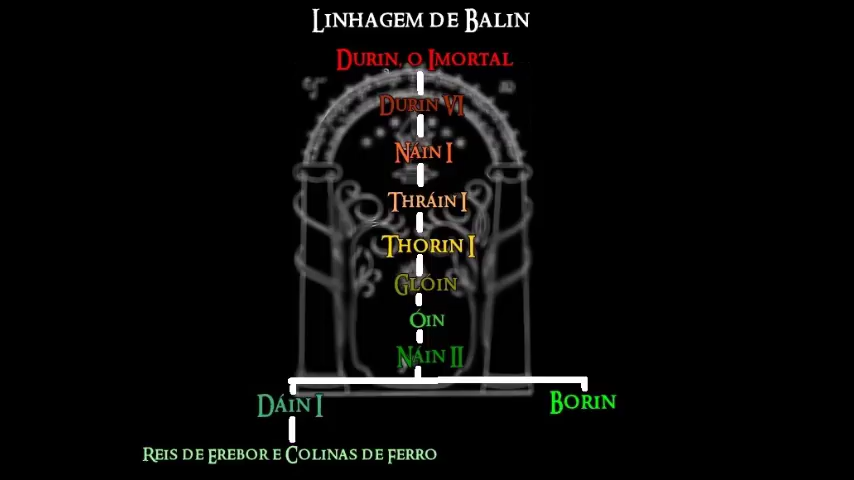 Linhagem de Balin
Durin, o Imortal
Durin VI
Náin I
Thráin I
Thorin I
Glóin
Óin
Náin II
Dáin I
Borin
Reis de Erebor e Colinas de Ferro